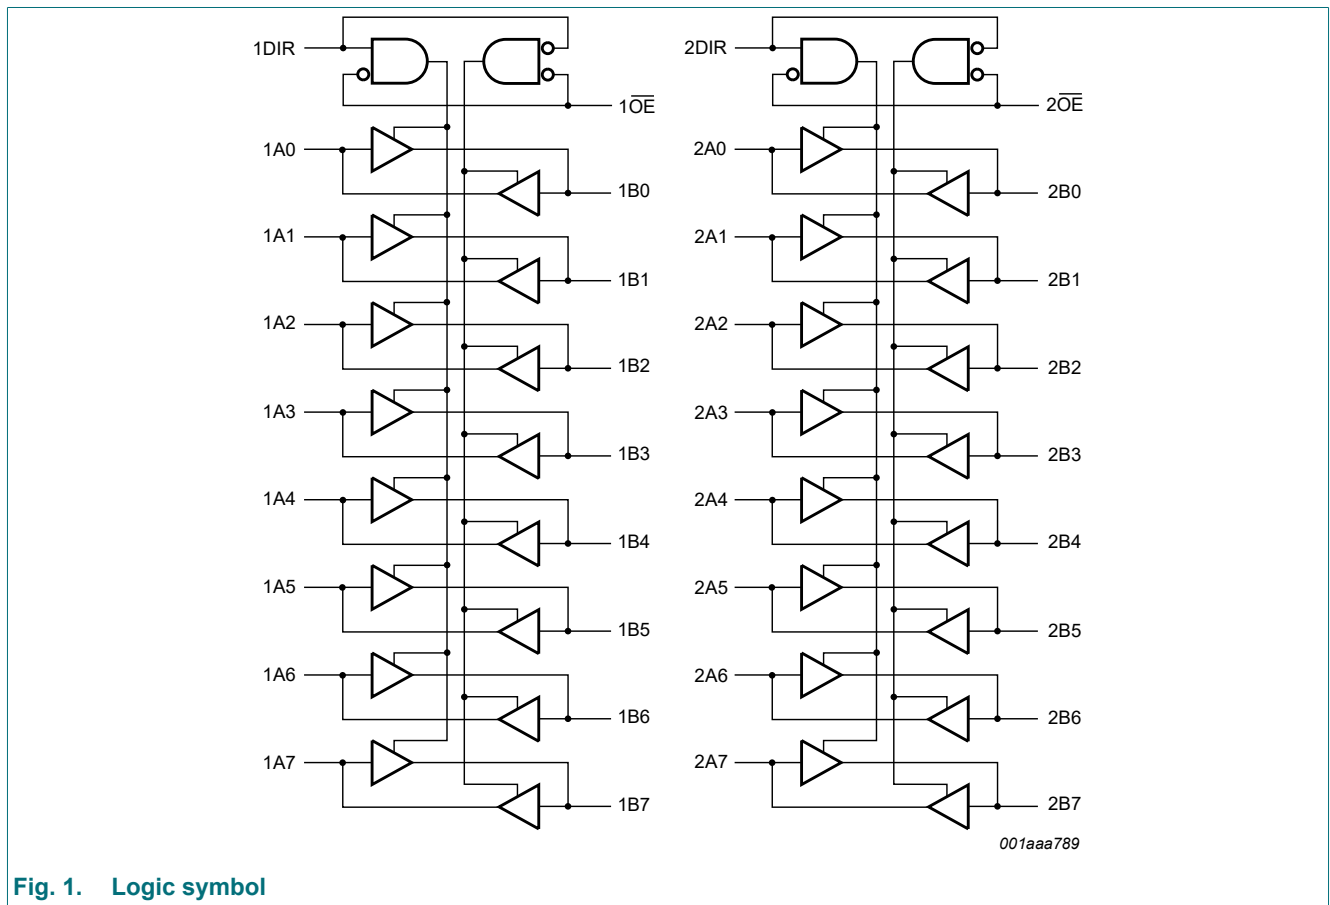 1DIR
1O̅E̅
1A0
1B0
1A1
1B1
1A2
1B2
1A3
1B3
1A4
1B4
1A5
1B5
1A6
1B6
1A7
1B7
2DIR
2O̅E̅
2A0
2B0
2A1
2B1
2A2
2B2
2A3
2B3
2A4
2B4
2A5
2B5
2A6
2B6
2A7
2B7
001aaa789
Fig. 1. Logic symbol